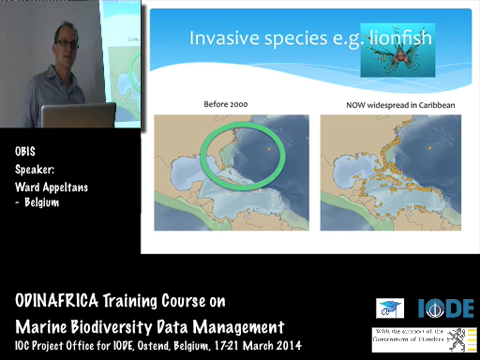 Invasive species e.g. lionfish
Before 2000
NOW widespread in Caribbean
OBIS
Speaker:
Ward Appeltans
- Belgium
ODINAFRICA Training Course on
Marine Biodiversity Data Management
IOC Project Office for IODE, Ostend, Belgium, 17-21 March 2014
IODE
With the support of the
Government of Flanders